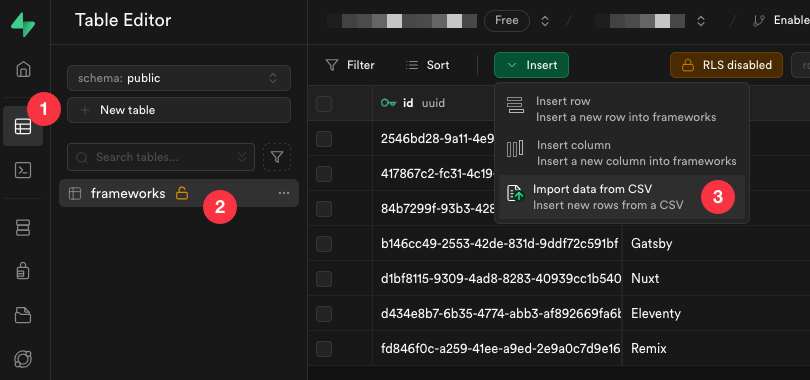 Table Editor
Free
/
/
Enable
schema: public
New table
Search tables...
frameworks
1
2
Filter
Sort
Insert
RLS disabled
id uuid
Insert row
Insert a new row into frameworks
Insert column
Insert a new column into frameworks
Import data from CSV
Insert new rows from a CSV
3
2546bd28-9a11-4e9
417867c2-fc31-4c19-
84b7299f-93b3-428
b146cc49-2553-42de-831d-9ddf72c591bf
Gatsby
d1bf8115-9309-4ad8-8283-40939cc1b540
Nuxt
d434e8b7-6b35-4774-abb3-af892669fa6b
Eleventy
fd846f0c-a259-41ee-a9ed-2e9a0c7d9e16
Remix